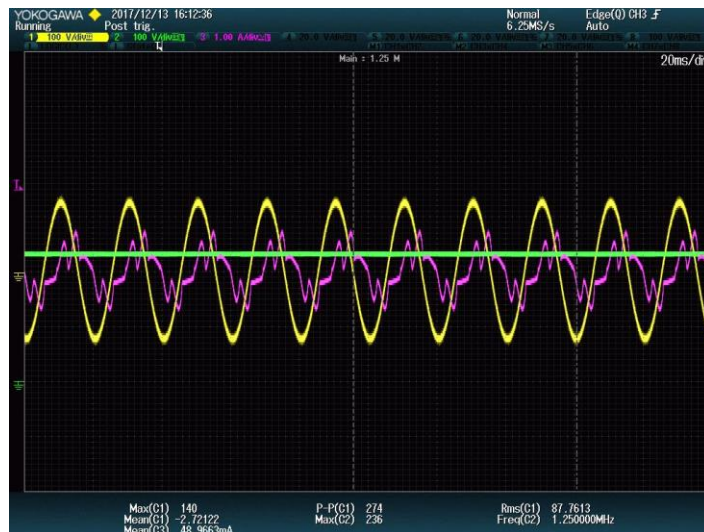 YOKOGAWA 2017/12/13 16:12:36 Normal Edge(Q) CH3
Running Post trig. 6.25MS/s Auto
1 100 V/div 2 100 V/div 3 1.00 A/div
Main : 1.25 M 20ms/div
Max(C1) 140 P-P(C1) 274 Rms(C1) 87.7613
Mean(C1) -2.72122 Max(C2) 236 Freq(C2) 1.250000MHz
Mean(C3) 48.9663mA